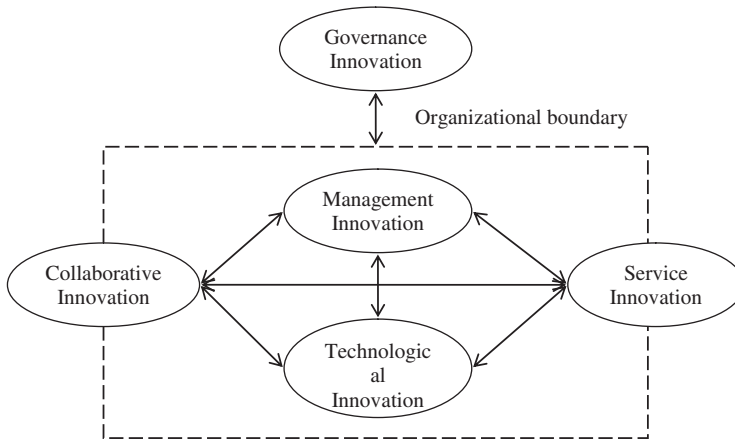 Governance
Innovation
Organizational boundary
Management
Innovation
Collaborative
Innovation
Service
Innovation
Technologic
al
Innovation